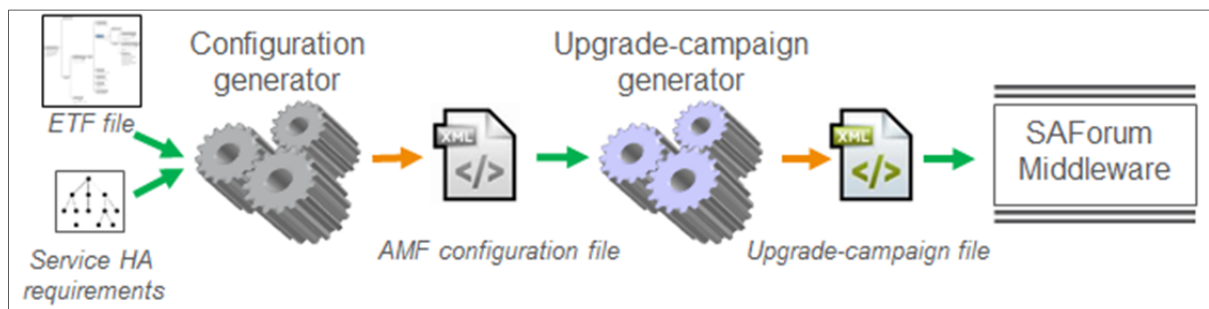 Configuration
generator
Upgrade-campaign
generator
ETF file
XML
</>
XML
</>
SAForum
Middleware
Service HA
requirements
AMF configuration file
Upgrade-campaign file